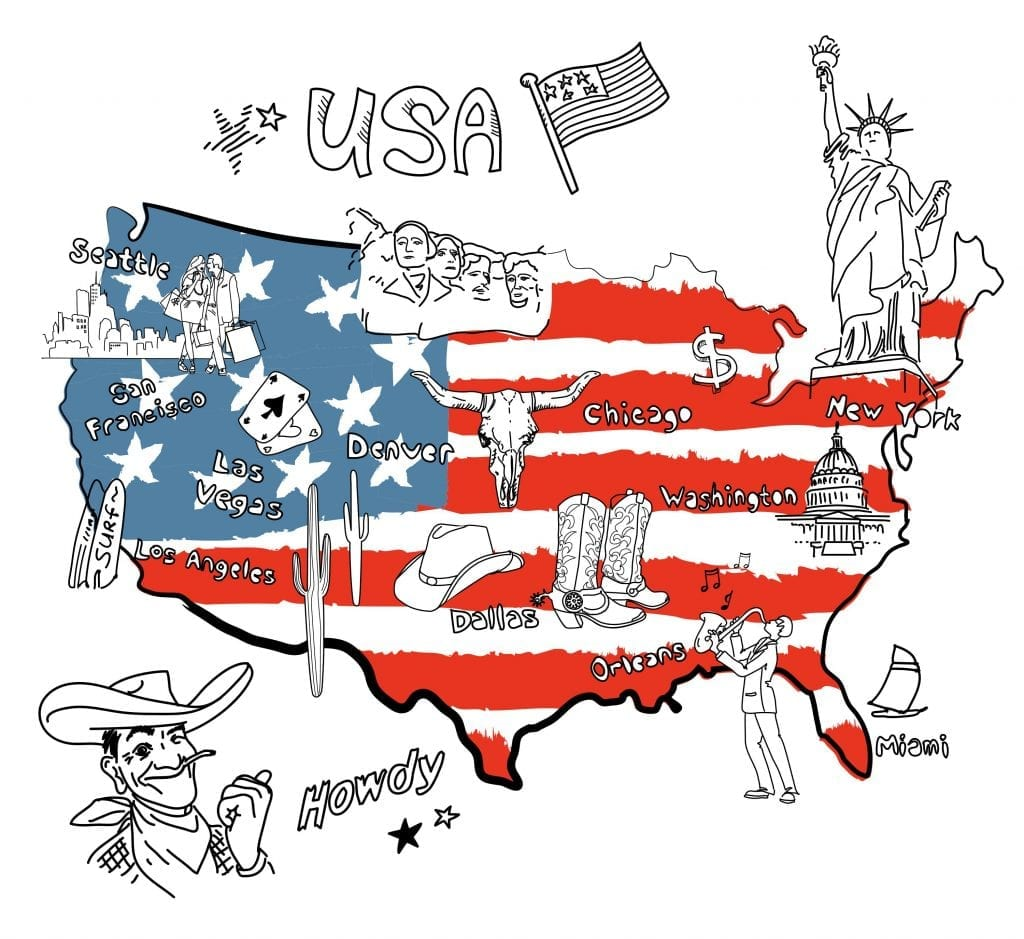 USA
Seattle
San
Francisco
Las
Vegas
Denver
Chicago
New York
Washington
SURF
Los Angeles
Dallas
Orleans
Miami
Howdy
$